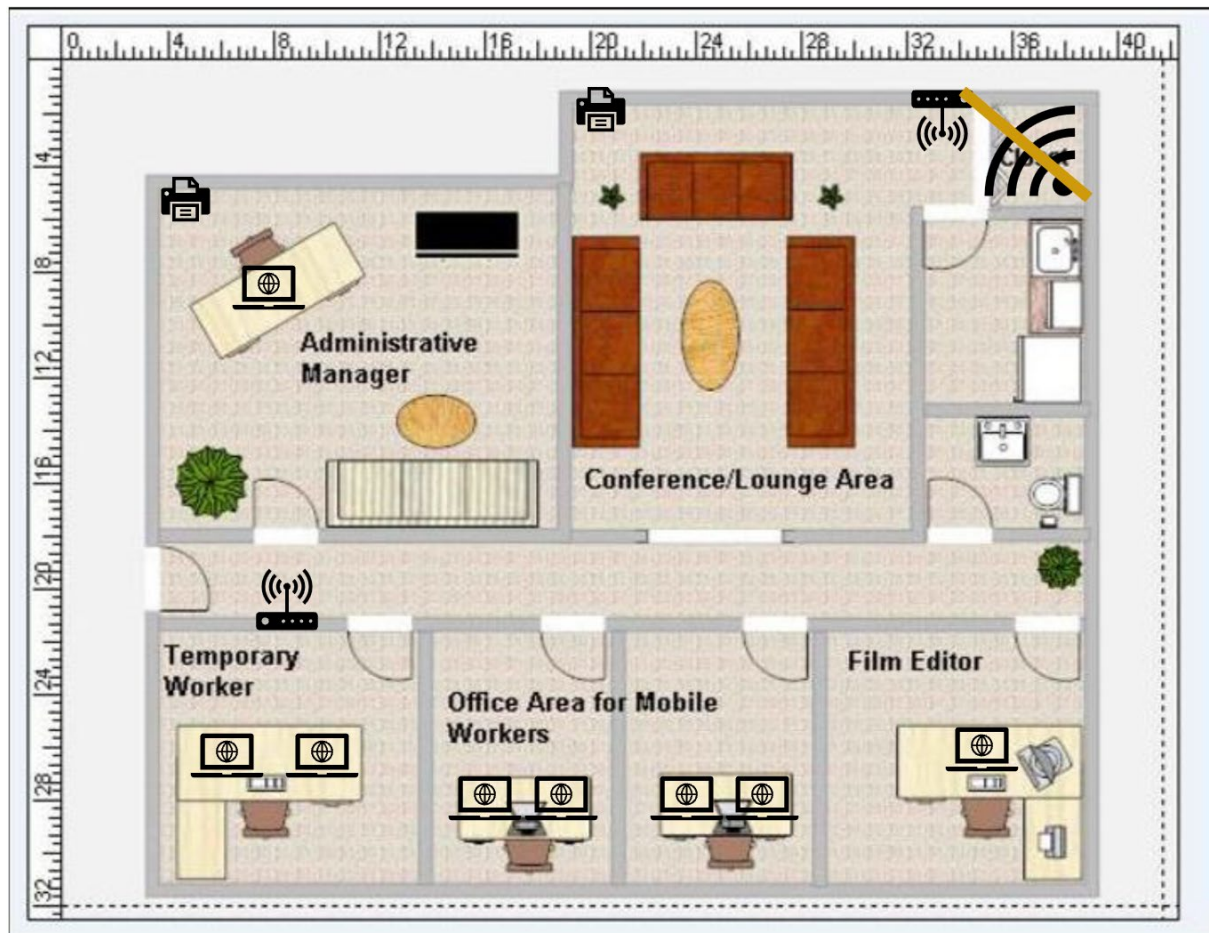 0 4 8 12 16 20 24 28 32 36 40
4
8
12
16
20
24
28
32
Closet
Administrative
Manager
Conference/Lounge Area
Temporary
Worker
Office Area for Mobile
Workers
Film Editor